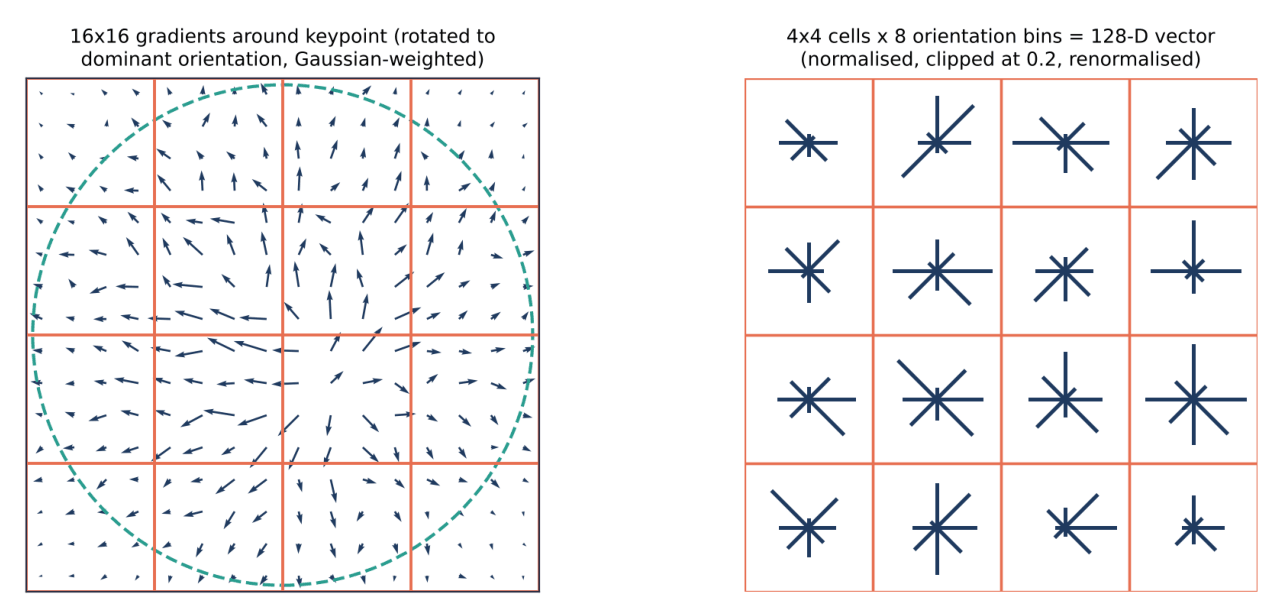 16x16 gradients around keypoint (rotated to
dominant orientation, Gaussian-weighted)
4x4 cells x 8 orientation bins = 128-D vector
(normalised, clipped at 0.2, renormalised)